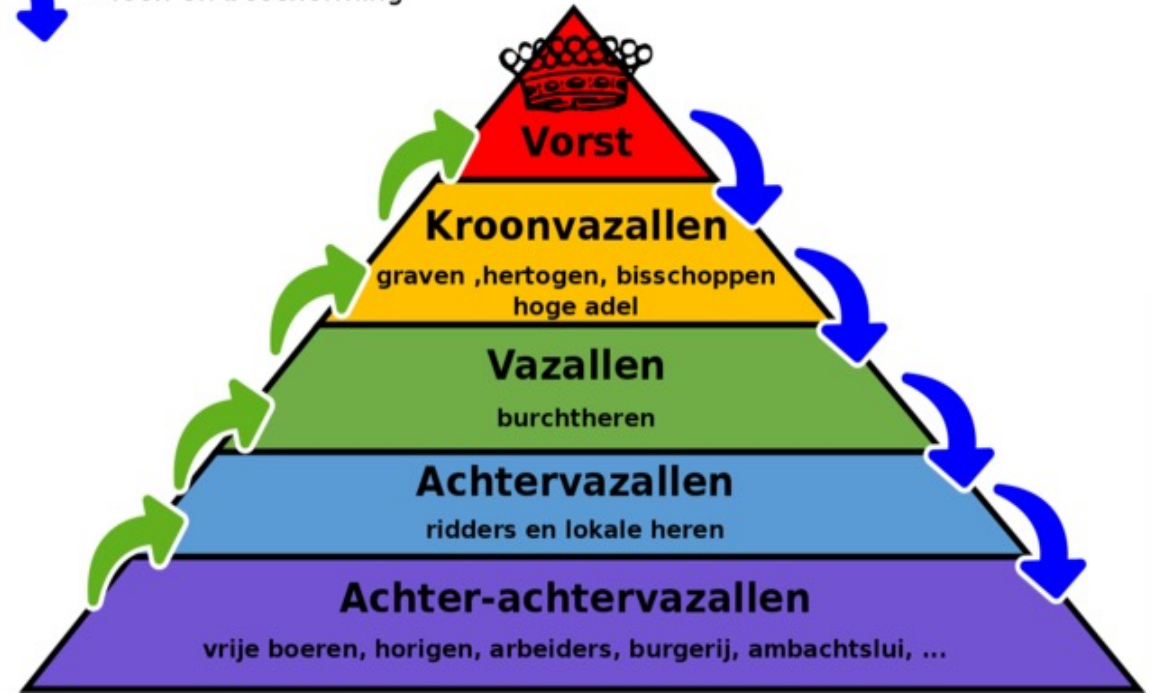 Vorst
Kroonvazallen
graven ,hertogen, bisschoppen
hoge adel
Vazallen
burchtheren
Achtervazallen
ridders en lokale heren
Achter-achtervazallen
vrije boeren, horigen, arbeiders, burgerij, ambachtslui, ...